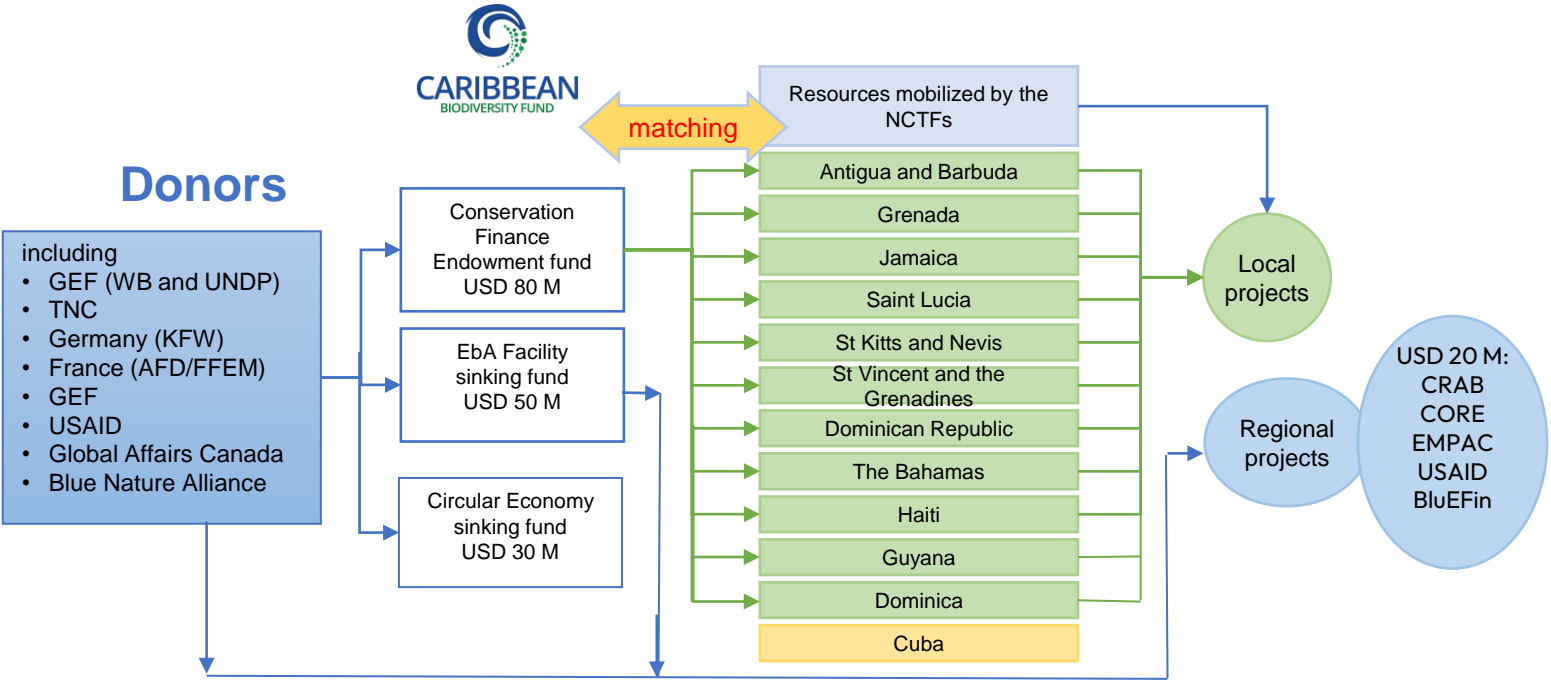 CARIBBEAN
BIODIVERSITY FUND
matching
Resources mobilized by the
NCTFs
Donors
including
• GEF (WB and UNDP)
• TNC
• Germany (KFW)
• France (AFD/FFEM)
• GEF
• USAID
• Global Affairs Canada
• Blue Nature Alliance
Conservation
Finance
Endowment fund
USD 80 M
EbA Facility
sinking fund
USD 50 M
Circular Economy
sinking fund
USD 30 M
Antigua and Barbuda
Grenada
Jamaica
Saint Lucia
St Kitts and Nevis
St Vincent and the
Grenadines
Dominican Republic
The Bahamas
Haiti
Guyana
Dominica
Cuba
Local
projects
Regional
projects
USD 20 M:
CRAB
CORE
EMPAC
USAID
BluEFin